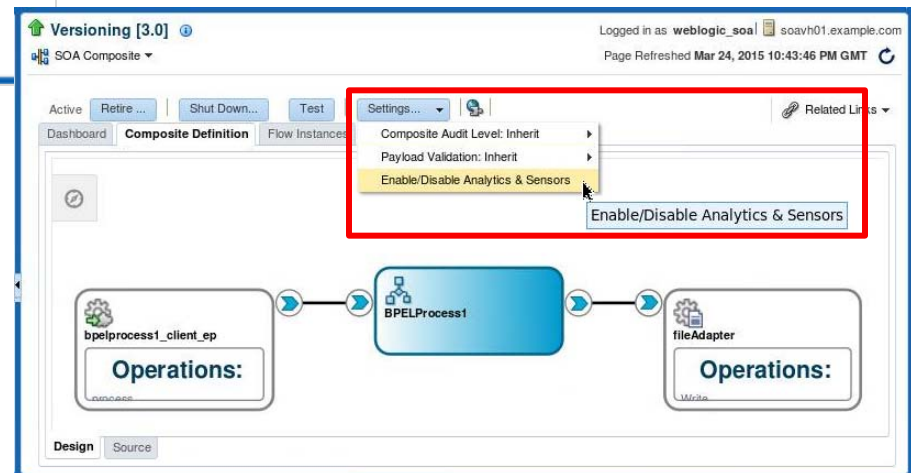 Versioning [3.0]
Logged in as weblogic_soa soavh01.example.com
SOA Composite
Page Refreshed Mar 24, 2015 10:43:46 PM GMT
Active Retire ... Shut Down... Test Settings... Related Links
Dashboard Composite Definition Flow Instances
Composite Audit Level: Inherit
Payload Validation: Inherit
Enable/Disable Analytics & Sensors
Enable/Disable Analytics & Sensors
bpelprocess1_client_ep
Operations:
process
BPELProcess1
fileAdapter
Operations:
Write
Design Source